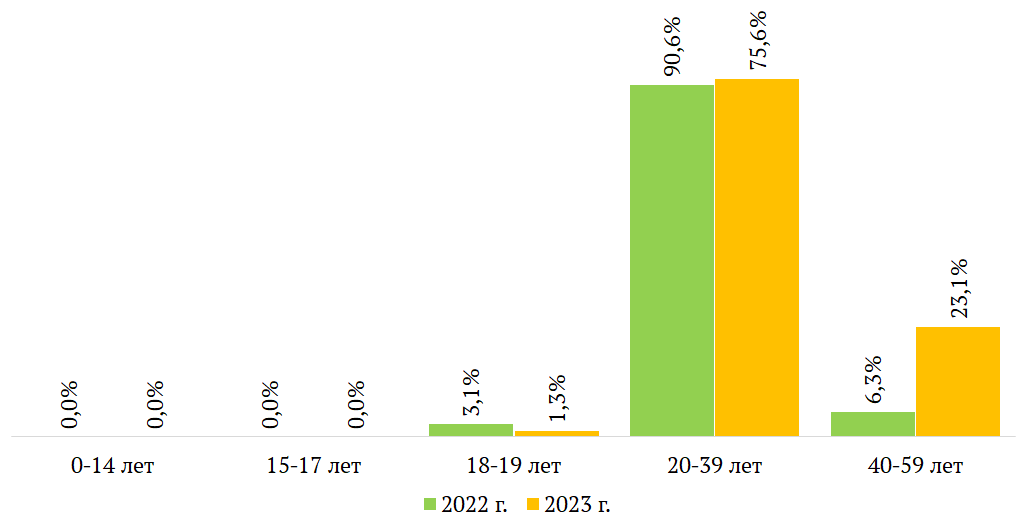 90,6%
75,6%
23,1%
6,3%
3,1%
1,3%
0,0%
0,0%
0,0%
0,0%
0-14 лет
15-17 лет
18-19 лет
20-39 лет
40-59 лет
2022 г.
2023 г.